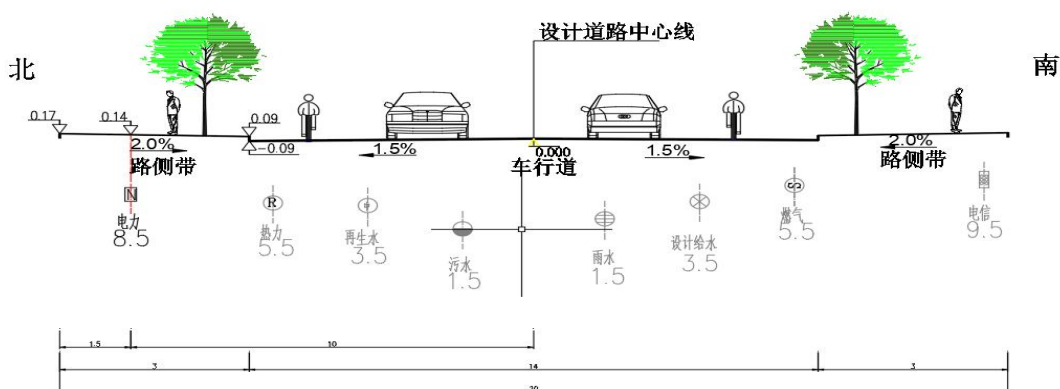 设计道路中心线
北
南
0.17
0.14
0.09
-0.09
0.000
2.0%
1.5%
1.5%
2.0%
路侧带
车行道
路侧带
N
电力
8.5
R
热力
5.5
再生水
3.5
污水
1.5
雨水
1.5
设计给水
3.5
S
燃气
5.5
电信
9.5
1.5
10
3
14
3
20